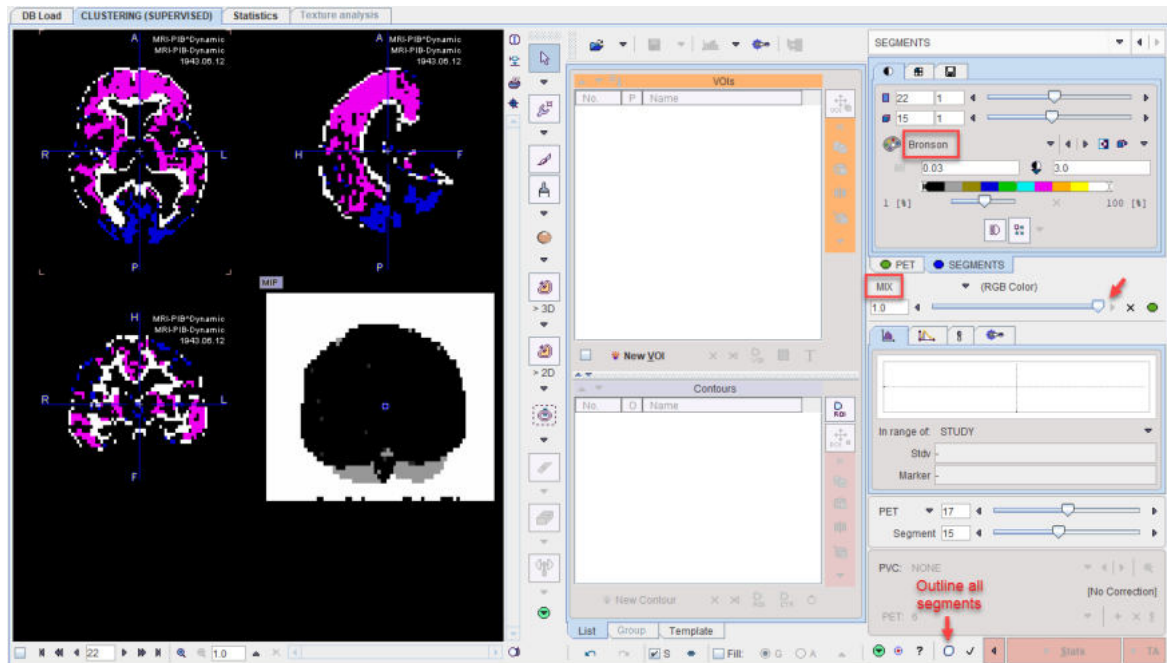 DB Load CLUSTERING (SUPERVISED) Statistics Texture analysis
A MRI-PIB*Dynamic
MRI-PIB-Dynamic
1943.06.12
R L
P
A MRI-PIB*Dynamic
MRI-PIB-Dynamic
1943.06.12
H F
P
H MRI-PIB*Dynamic
MRI-PIB-Dynamic
1943.06.12
R L
F
MIP
22 1.0
> 3D
> 2D
VOIs
No. P Name
New VOI
Contours
No. O Name
ROI
New Contour
List Group Template
S Fill: G A
SEGMENTS
22 1
15 1
Bronson
0.03 3.0
1 [%] 100 [%]
PET SEGMENTS
MIX (RGB Color)
1.0
In range of: STUDY
Stdv -
Marker -
PET 17
Segment 15
PVC: NONE
[No Correction]
Outline all
segments
PET: 6
? Stats TA